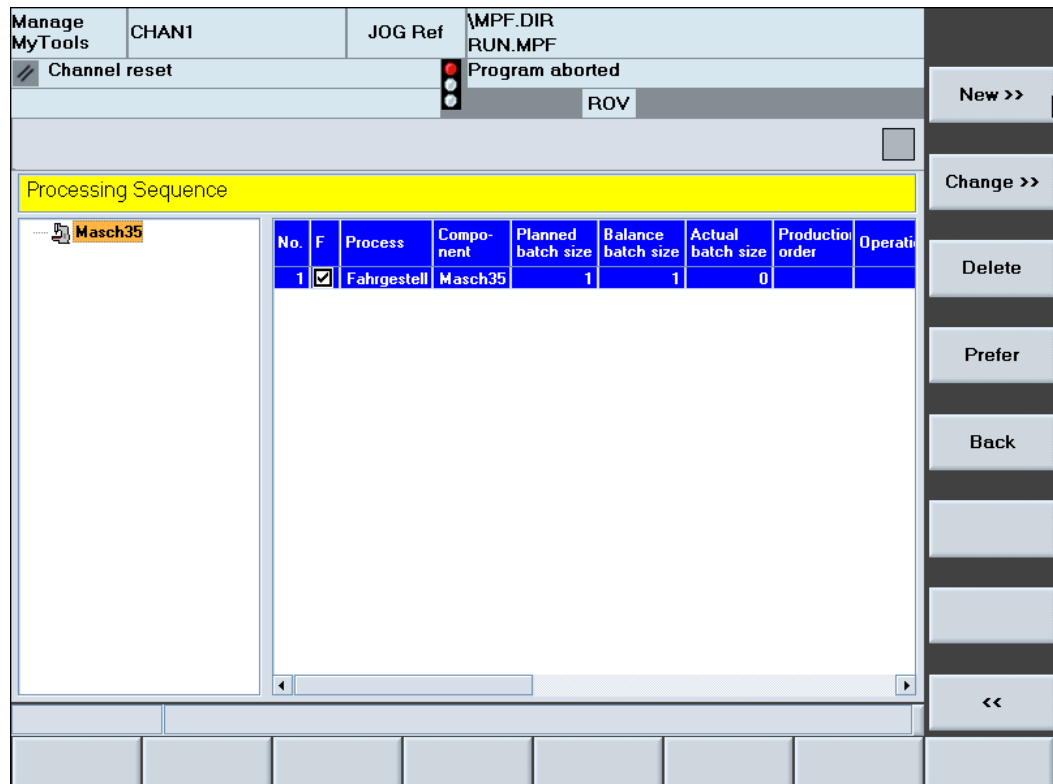 Manage
MyTools
CHAN1
JOG Ref
\MPF.DIR
RUN.MPF
Channel reset
Program aborted
ROV
Processing Sequence
Masch35
No. F Process Compo-
nent Planned
batch size Balance
batch size Actual
batch size Production
order Operati
1 Fahrgestell Masch35 1 1 0
New >>
Change >>
Delete
Prefer
Back
<<